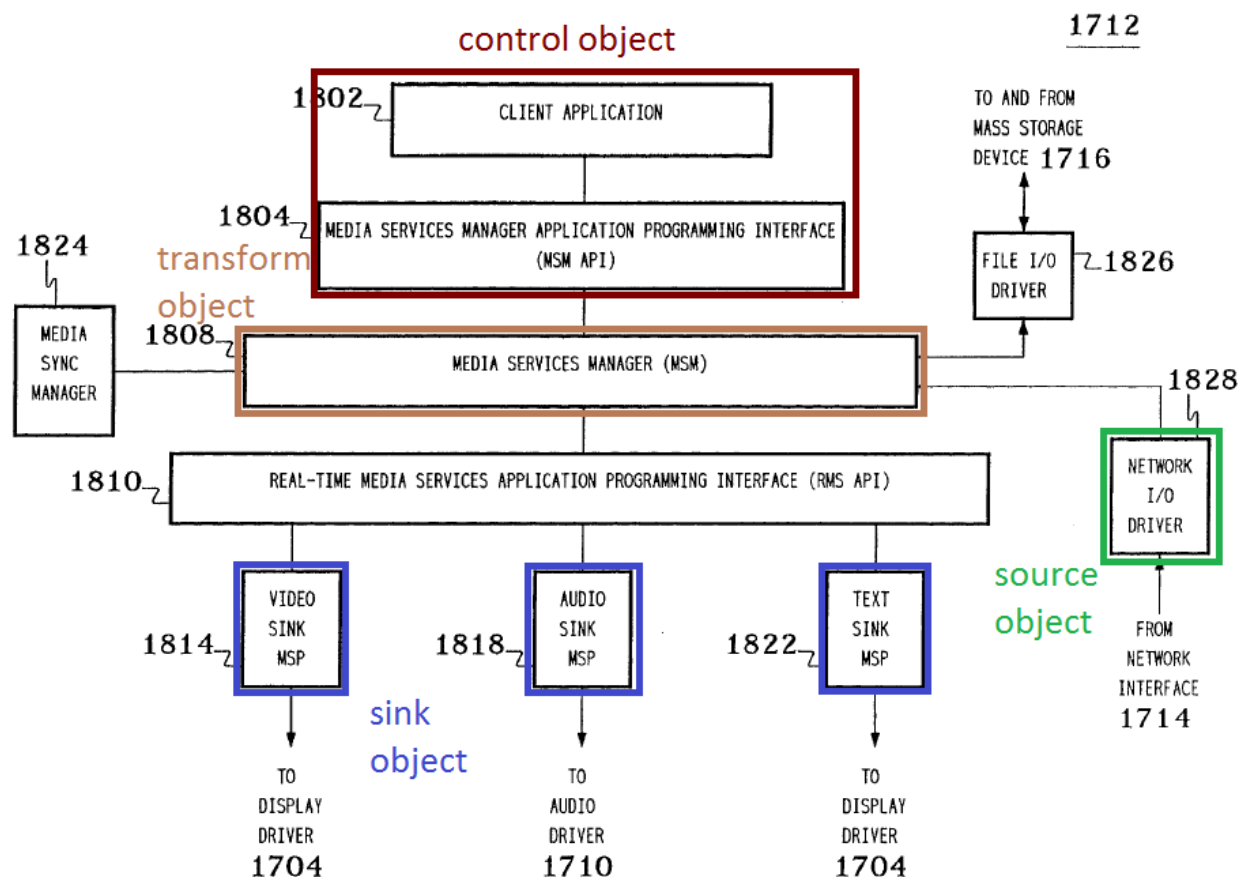 control object
1712
1802
CLIENT APPLICATION
TO AND FROM
MASS STORAGE
DEVICE 1716
1804
MEDIA SERVICES MANAGER APPLICATION PROGRAMMING INTERFACE
(MSM API)
1824
transform
object
FILE I/O
DRIVER
1826
MEDIA
SYNC
MANAGER
1808
MEDIA SERVICES MANAGER (MSM)
1828
1810
REAL-TIME MEDIA SERVICES APPLICATION PROGRAMMING INTERFACE (RMS API)
NETWORK
I/O
DRIVER
source
object
VIDEO
SINK
MSP
1814
AUDIO
SINK
MSP
1818
TEXT
SINK
MSP
1822
FROM
NETWORK
INTERFACE
1714
sink
object
TO
DISPLAY
DRIVER
1704
TO
AUDIO
DRIVER
1710
TO
DISPLAY
DRIVER
1704